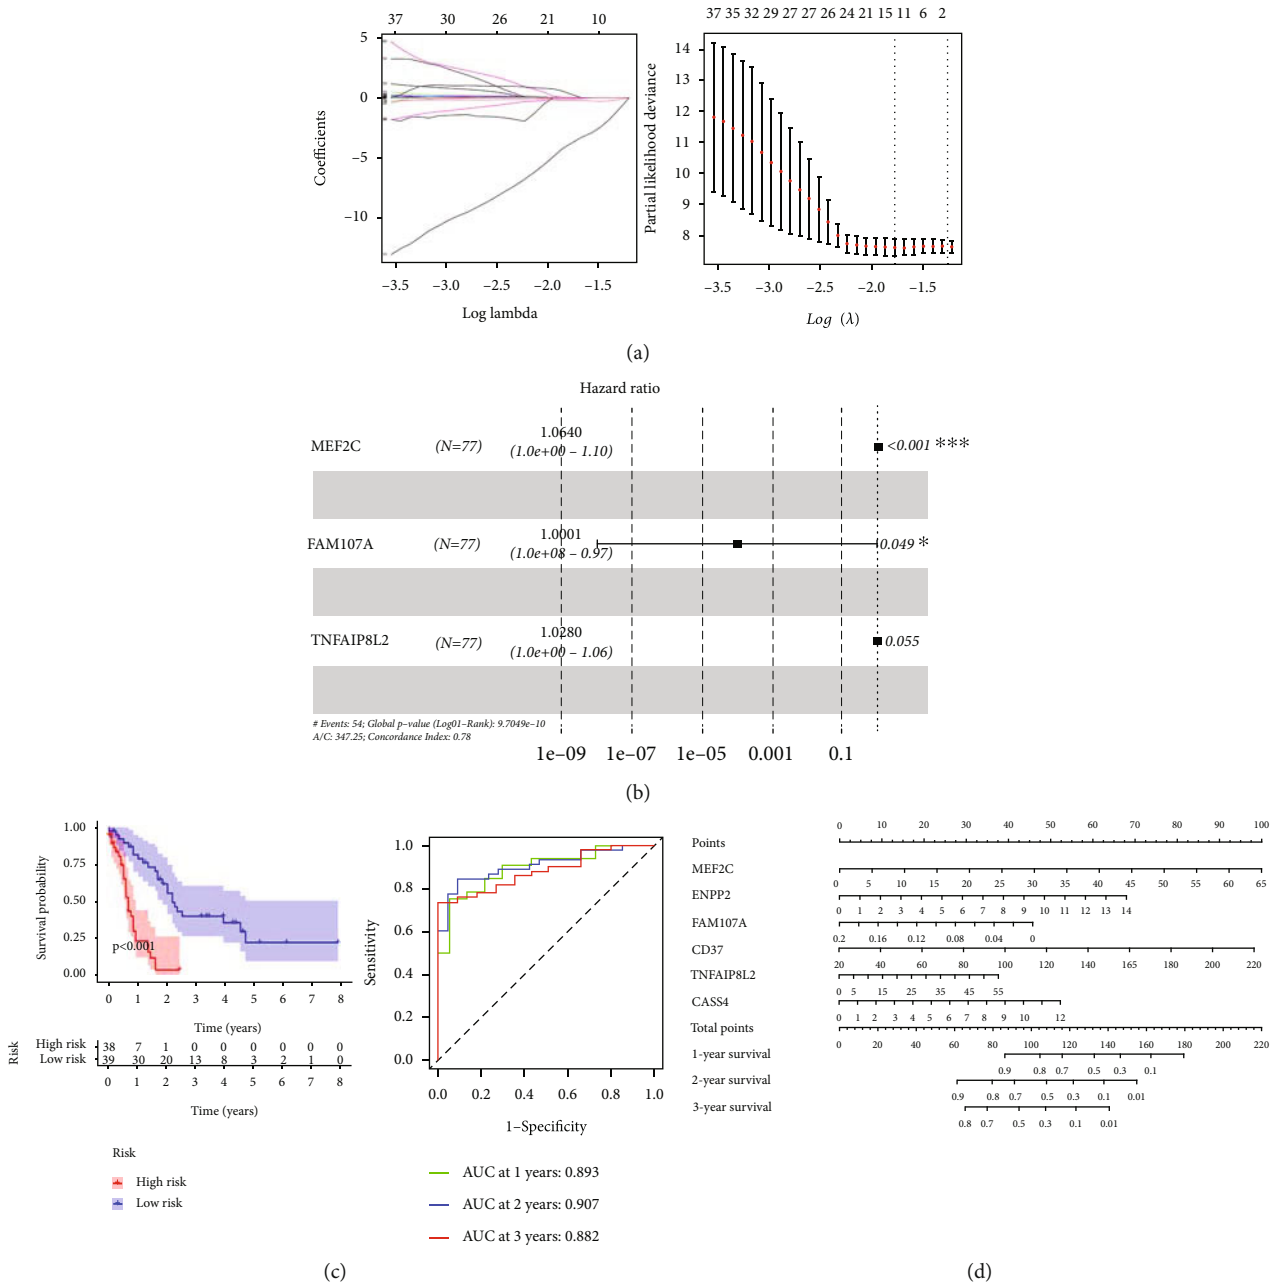 37 30 26 21 10
5
0
−5
−10
Coefficients
−3.5 −3.0 −2.5 −2.0 −1.5
Log lambda
37 35 32 29 27 27 26 24 21 15 11 6 2
14
13
12
11
10
9
8
Partial likelihood deviance
−3.5 −3.0 −2.5 −2.0 −1.5
Log (λ)
(a)
Hazard ratio
MEF2C (N=77) 1.0640 <0.001 ***
(1.0e+00 – 1.10)
FAM107A (N=77) 1.0001 0.049 *
(1.0e+08 – 0.97)
TNFAIP8L2 (N=77) 1.0280 0.055
(1.0e+00 – 1.06)
# Events: 54; Global p−value (Log01−Rank): 9.7049e−10
A/C: 347.25; Concordance Index: 0.78
1e−09 1e−07 1e−05 0.001 0.1
(b)
1.00
0.75
0.50
0.25
0.00
Survival probability
p<0.001
0 1 2 3 4 5 6 7 8
Time (years)
Risk
High risk 38 7 1 0 0 0 0 0 0
Low risk 39 30 20 13 8 3 2 1 0
0 1 2 3 4 5 6 7 8
Time (years)
Risk
High risk
Low risk
1.0
0.8
0.6
0.4
0.2
0.0
Sensitivity
0.0 0.2 0.4 0.6 0.8 1.0
1−Specificity
AUC at 1 years: 0.893
AUC at 2 years: 0.907
AUC at 3 years: 0.882
(c)
0 10 20 30 40 50 60 70 80 90 100
Points
MEF2C
0 5 10 15 20 25 30 35 40 45 50 55 60 65
ENPP2
0 1 2 3 4 5 6 7 8 9 10 11 12 13 14
FAM107A
0.2 0.16 0.12 0.08 0.04 0
CD37
20 40 60 80 100 120 140 165 180 200 220
TNFAIP8L2
0 5 15 25 35 45 55
CASS4
0 1 2 3 4 5 6 7 8 9 10 12
Total points
0 20 40 60 80 100 120 140 160 180 200 220
1-year survival
0.9 0.8 0.7 0.5 0.3 0.1
2-year survival
0.9 0.8 0.7 0.5 0.3 0.1 0.01
3-year survival
0.8 0.7 0.5 0.3 0.1 0.01
(d)